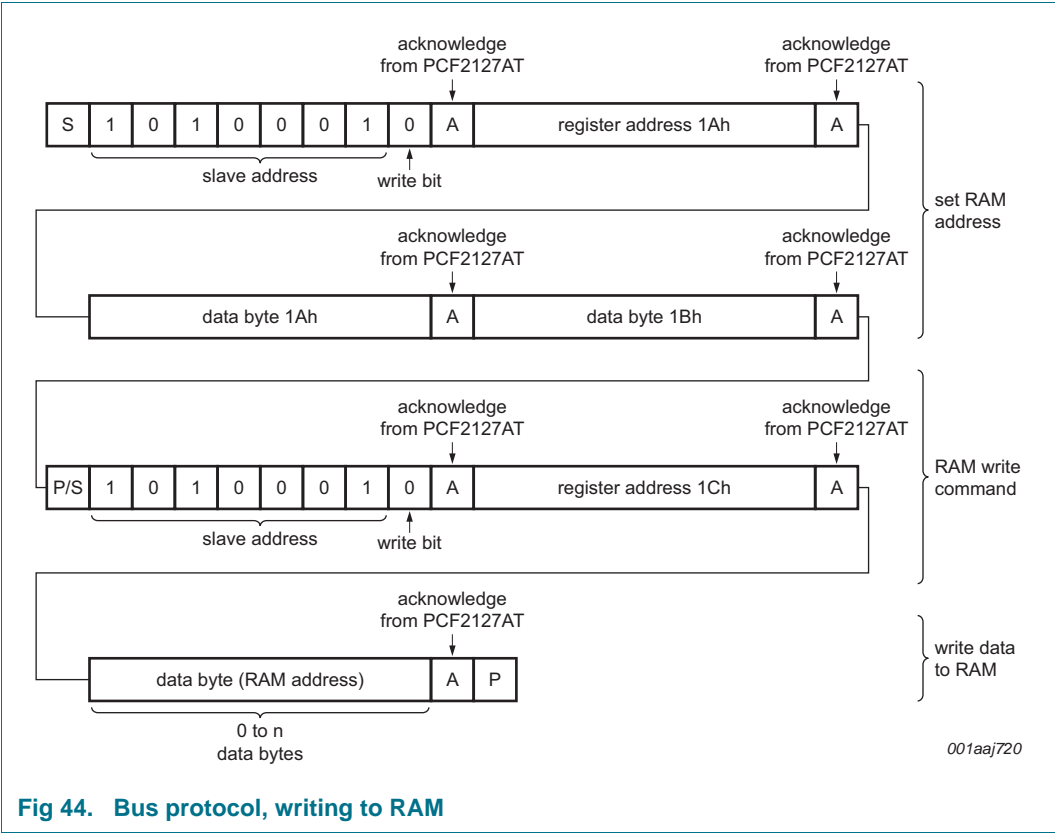 acknowledge acknowledge
from PCF2127AT from PCF2127AT
S 1 0 1 0 0 0 1 0 A register address 1Ah A
slave address write bit
set RAM
address
acknowledge acknowledge
from PCF2127AT from PCF2127AT
data byte 1Ah A data byte 1Bh A
acknowledge acknowledge
from PCF2127AT from PCF2127AT
P/S 1 0 1 0 0 0 1 0 A register address 1Ch A
slave address write bit
RAM write
command
acknowledge
from PCF2127AT
data byte (RAM address) A P
0 to n
data bytes
write data
to RAM
001aaj720
Fig 44. Bus protocol, writing to RAM